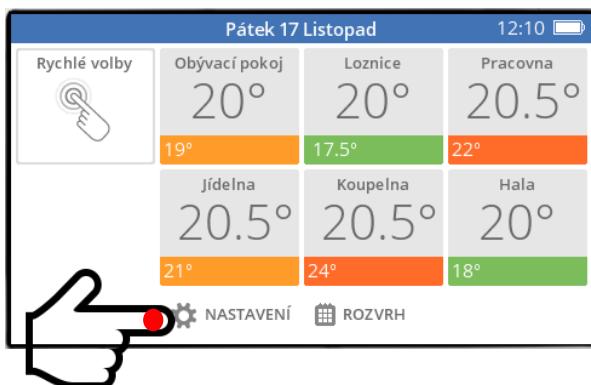 Pátek 17 Listopad 12:10
Rychlé volby
Obývací pokoj
20°
19°
Loznice
20°
17.5°
Pracovna
20.5°
22°
Jídelna
20.5°
21°
Koupelna
20.5°
24°
Hala
20°
18°
NASTAVENÍ ROZVRH